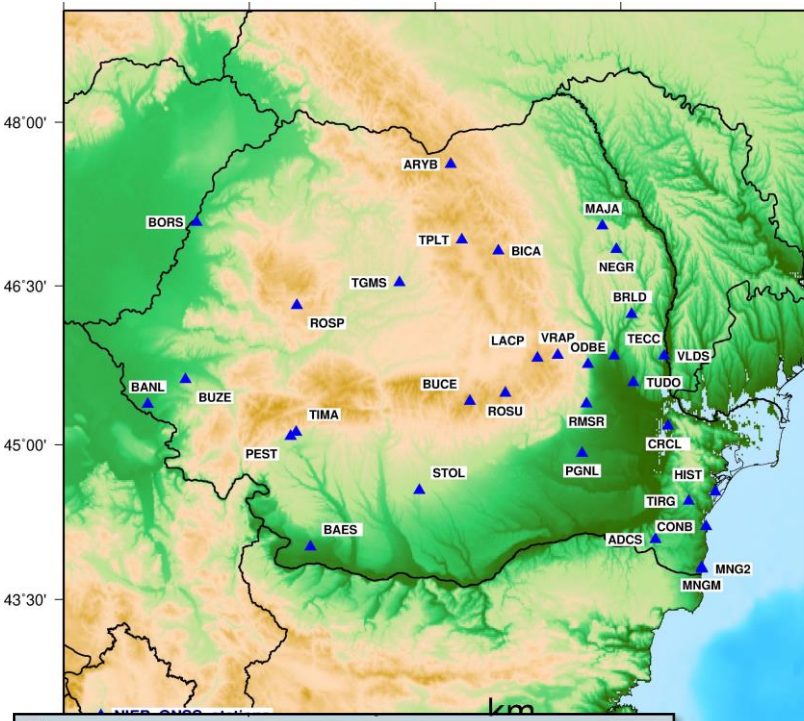 48°00'
ARYB
MAJA
BORS
TPLT
BICA
NEGR
46°30'
TGMS
BRLD
ROSP
TECC
LACP
VRAP
ODBE
VLDS
BANL
BUZE
BUCE
TUDO
ROSU
TIMA
RMSR
CRCL
45°00'
PEST
PGNL
STOL
HIST
TIRG
CONB
BAES
ADCS
MNG2
MNGM
43°30'
km